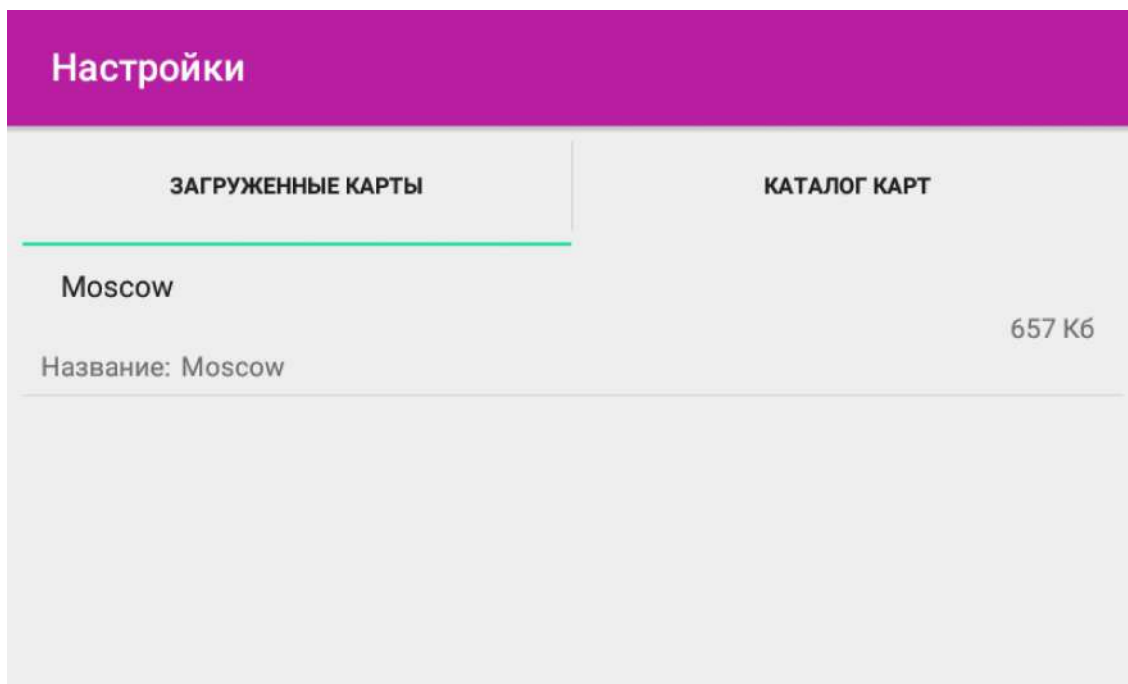 Настройки
ЗАГРУЖЕННЫЕ КАРТЫ
КАТАЛОГ КАРТ
Moscow
657 Кб
Название: Moscow